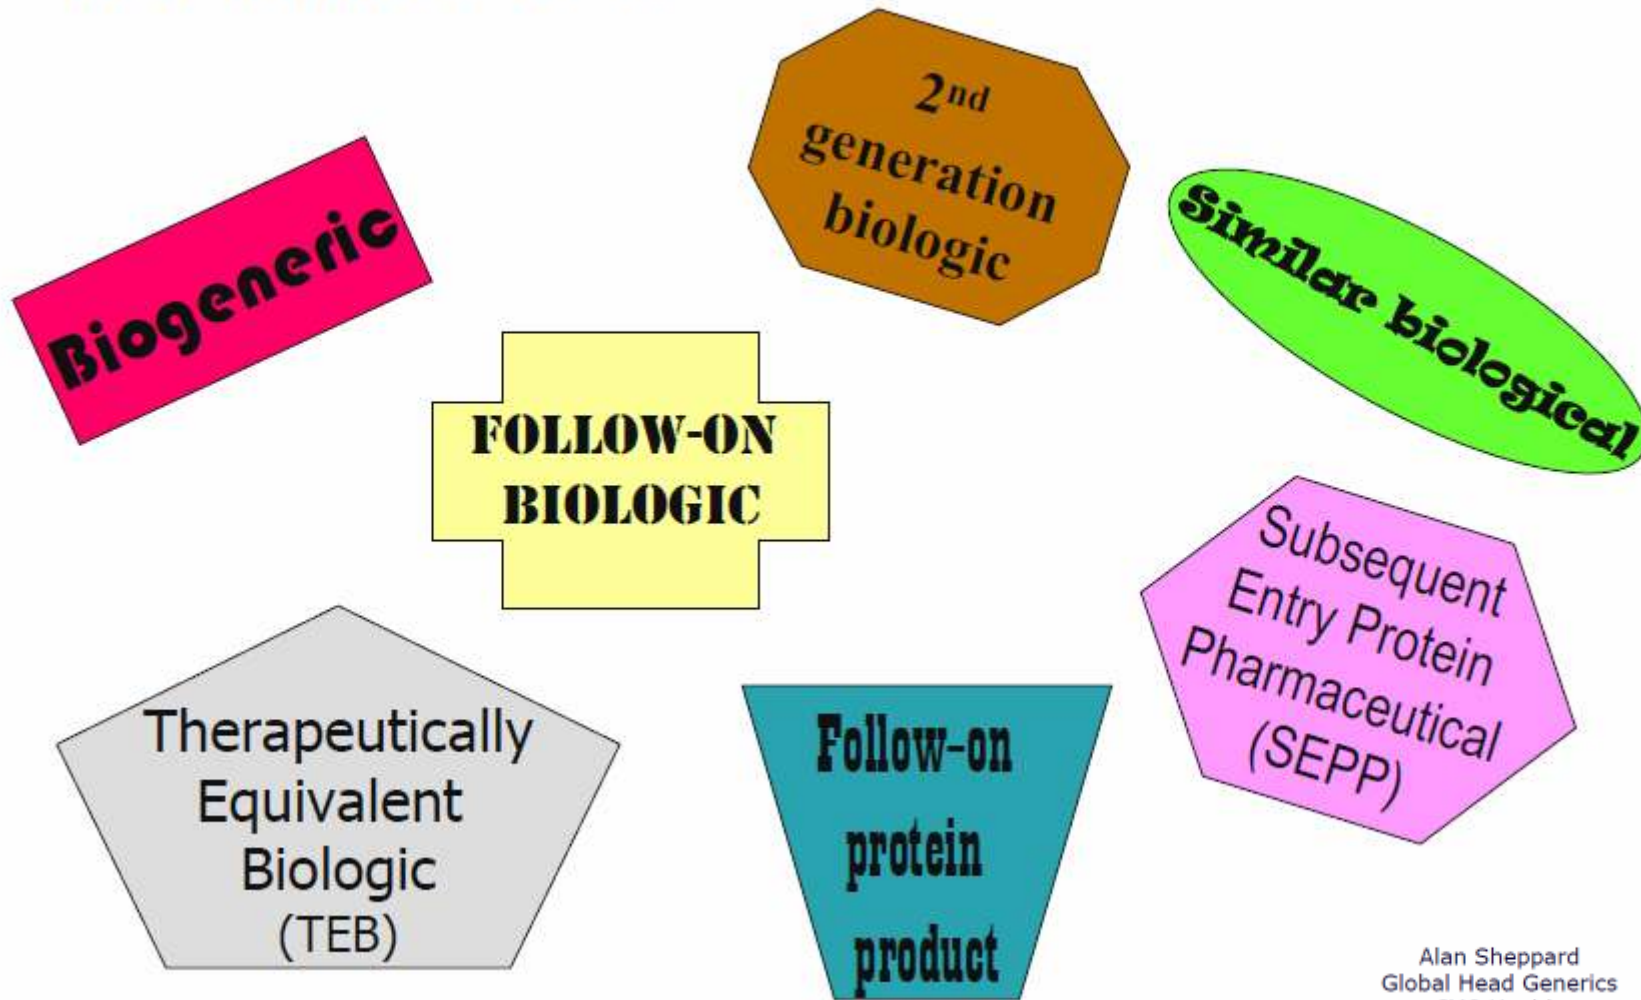 2nd
generation
biologic
Biogeneric
Similar biological
FOLLOW-ON
BIOLOGIC
Subsequent
Entry Protein
Pharmaceutical
(SEPP)
Therapeutically
Equivalent
Biologic
(TEB)
Follow-on
protein
product
Alan Sheppard
Global Head Generics